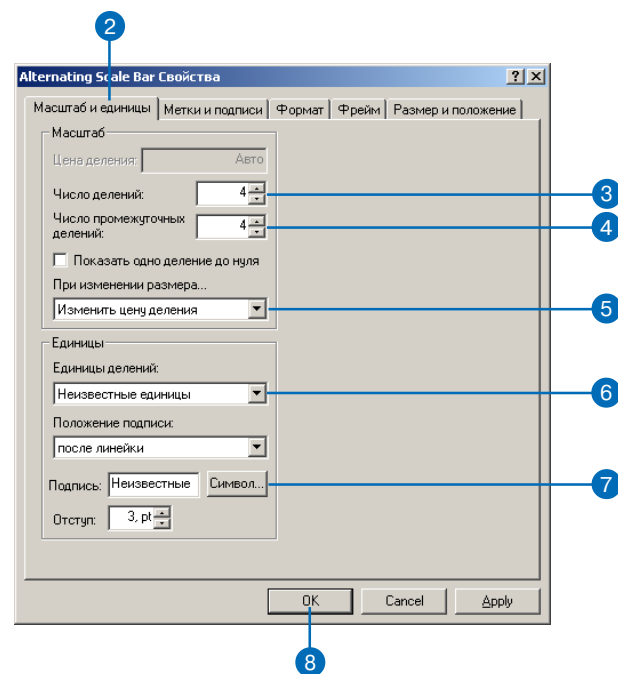 2
Alternating Scale Bar Свойства ? X
Масштаб и единицы Метки и подписи Формат Фрейм Размер и положение
Масштаб
Цена деления: Авто
Число делений: 4 3
Число промежуточных
делений: 4 4
Показать одно деление до нуля
При изменении размера...
Изменить цену деления 5
Единицы
Единицы делений:
Неизвестные единицы 6
Положение подписи:
после линейки
Подпись: Неизвестные Символ... 7
Отступ: 3, pt
OK Cancel Apply
8